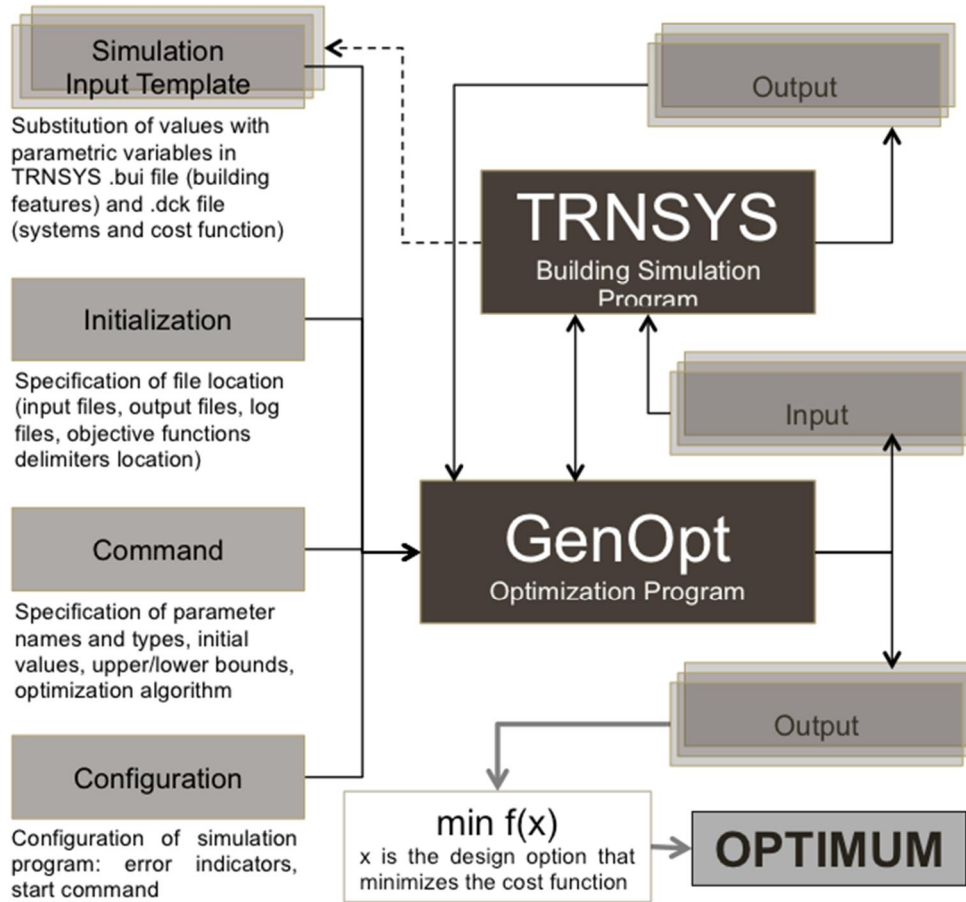 Simulation
Input Template
Substitution of values with
parametric variables in
TRNSYS .bui file (building
features) and .dck file
(systems and cost function)
Initialization
Specification of file location
(input files, output files, log
files, objective functions
delimiters location)
Command
Specification of parameter
names and types, initial
values, upper/lower bounds,
optimization algorithm
Configuration
Configuration of simulation
program: error indicators,
start command
Output
TRNSYS
Building Simulation
Program
Input
GenOpt
Optimization Program
Output
min f(x)
x is the design option that
minimizes the cost function
OPTIMUM